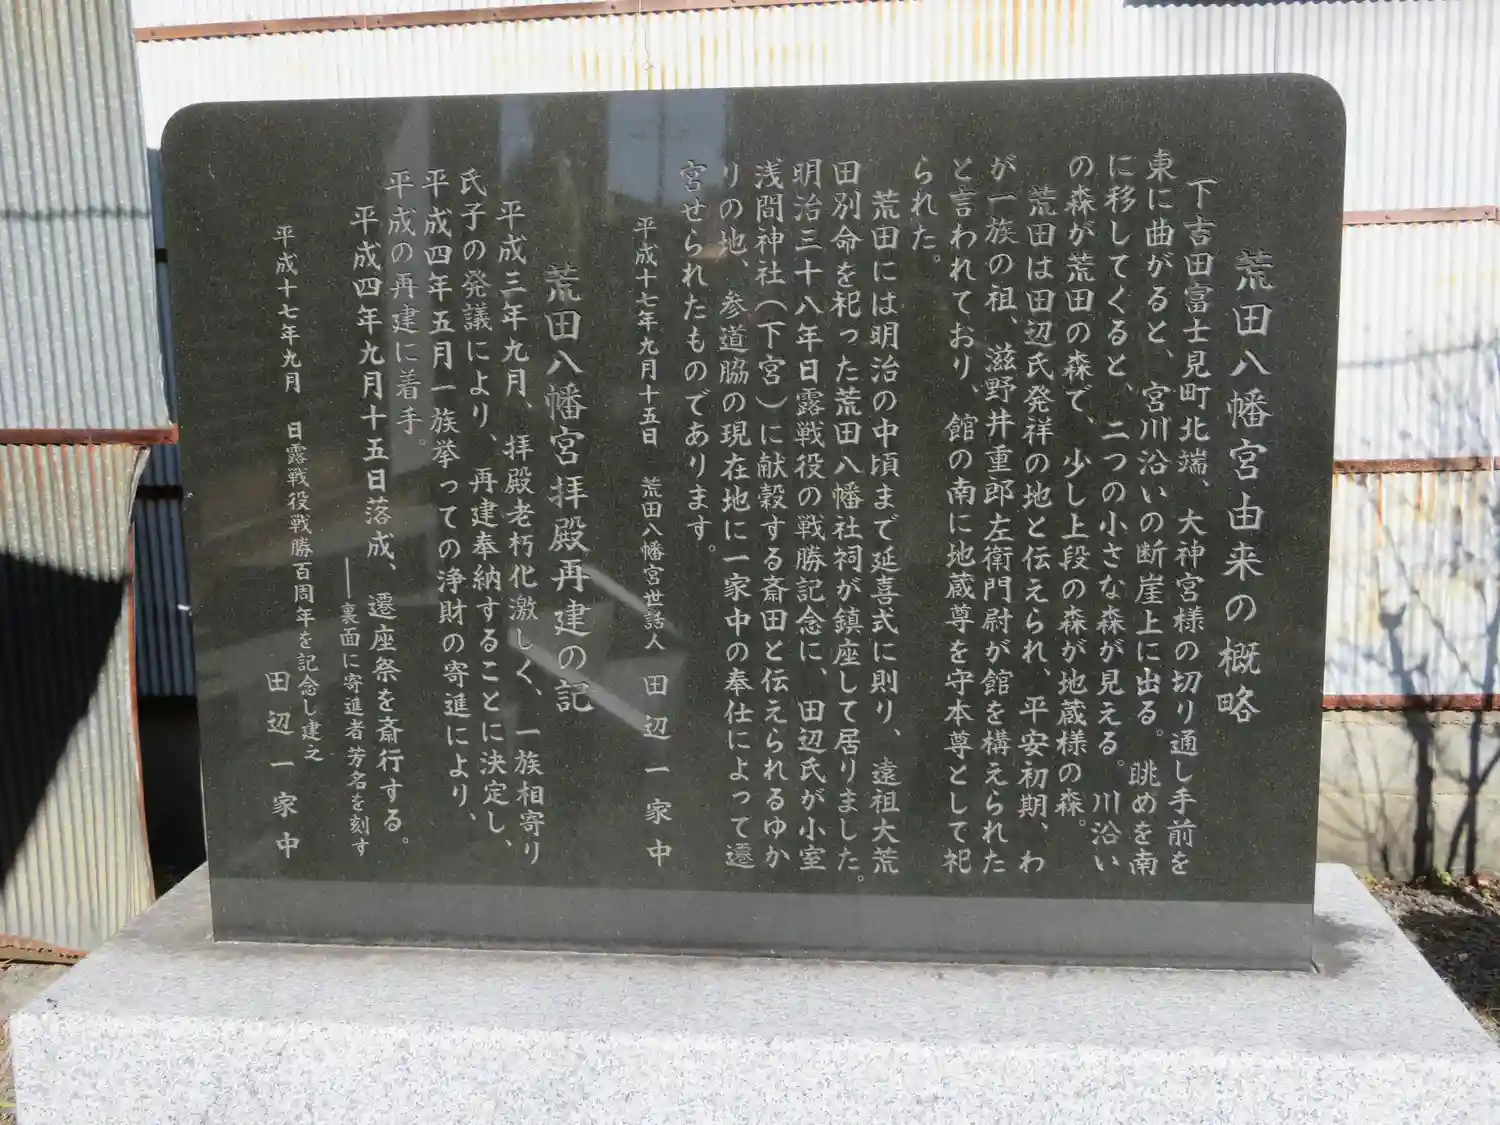 荒田八幡宮由来の概略
下吉田富士見町北端、大神宮様の切り通し手前を
東に曲がると、宮川沿いの断崖上に出る。眺めを南
に移してくると、二つの小さな森が見える。川沿い
の森が荒田の森で、少し上段の森が地蔵様の森。
荒田は田辺氏発祥の地と伝えられ、平安初期、わ
が一族の祖、滋野井重郎左衛門尉が館を構えられた
と言われており、館の南に地蔵尊を守本尊として祀
られた。
荒田には明治の中頃まで延喜式に則り、遠祖大荒
田別命を祀った荒田八幡社祠が鎮座して居りました。
明治三十八年日露戦役の戦勝記念に、田辺氏が小室
浅間神社（下宮）に献穀する斎田と伝えられるゆか
りの地、参道脇の現在地に一家中の奉仕によって遷
宮せられたものであります。
平成十七年九月十五日 荒田八幡宮世話人 田辺一家中
荒田八幡宮拝殿再建の記
平成三年九月、拝殿老朽化激しく、一族相寄り
氏子の発議により、再建奉納することに決定し、
平成四年五月一族挙っての浄財の寄進により、
平成の再建に着手。
平成四年九月十五日落成、遷座祭を斎行する。
――裏面に寄進者芳名を刻す
平成十七年九月 日露戦役戦勝百周年を記念し建之
田辺一家中